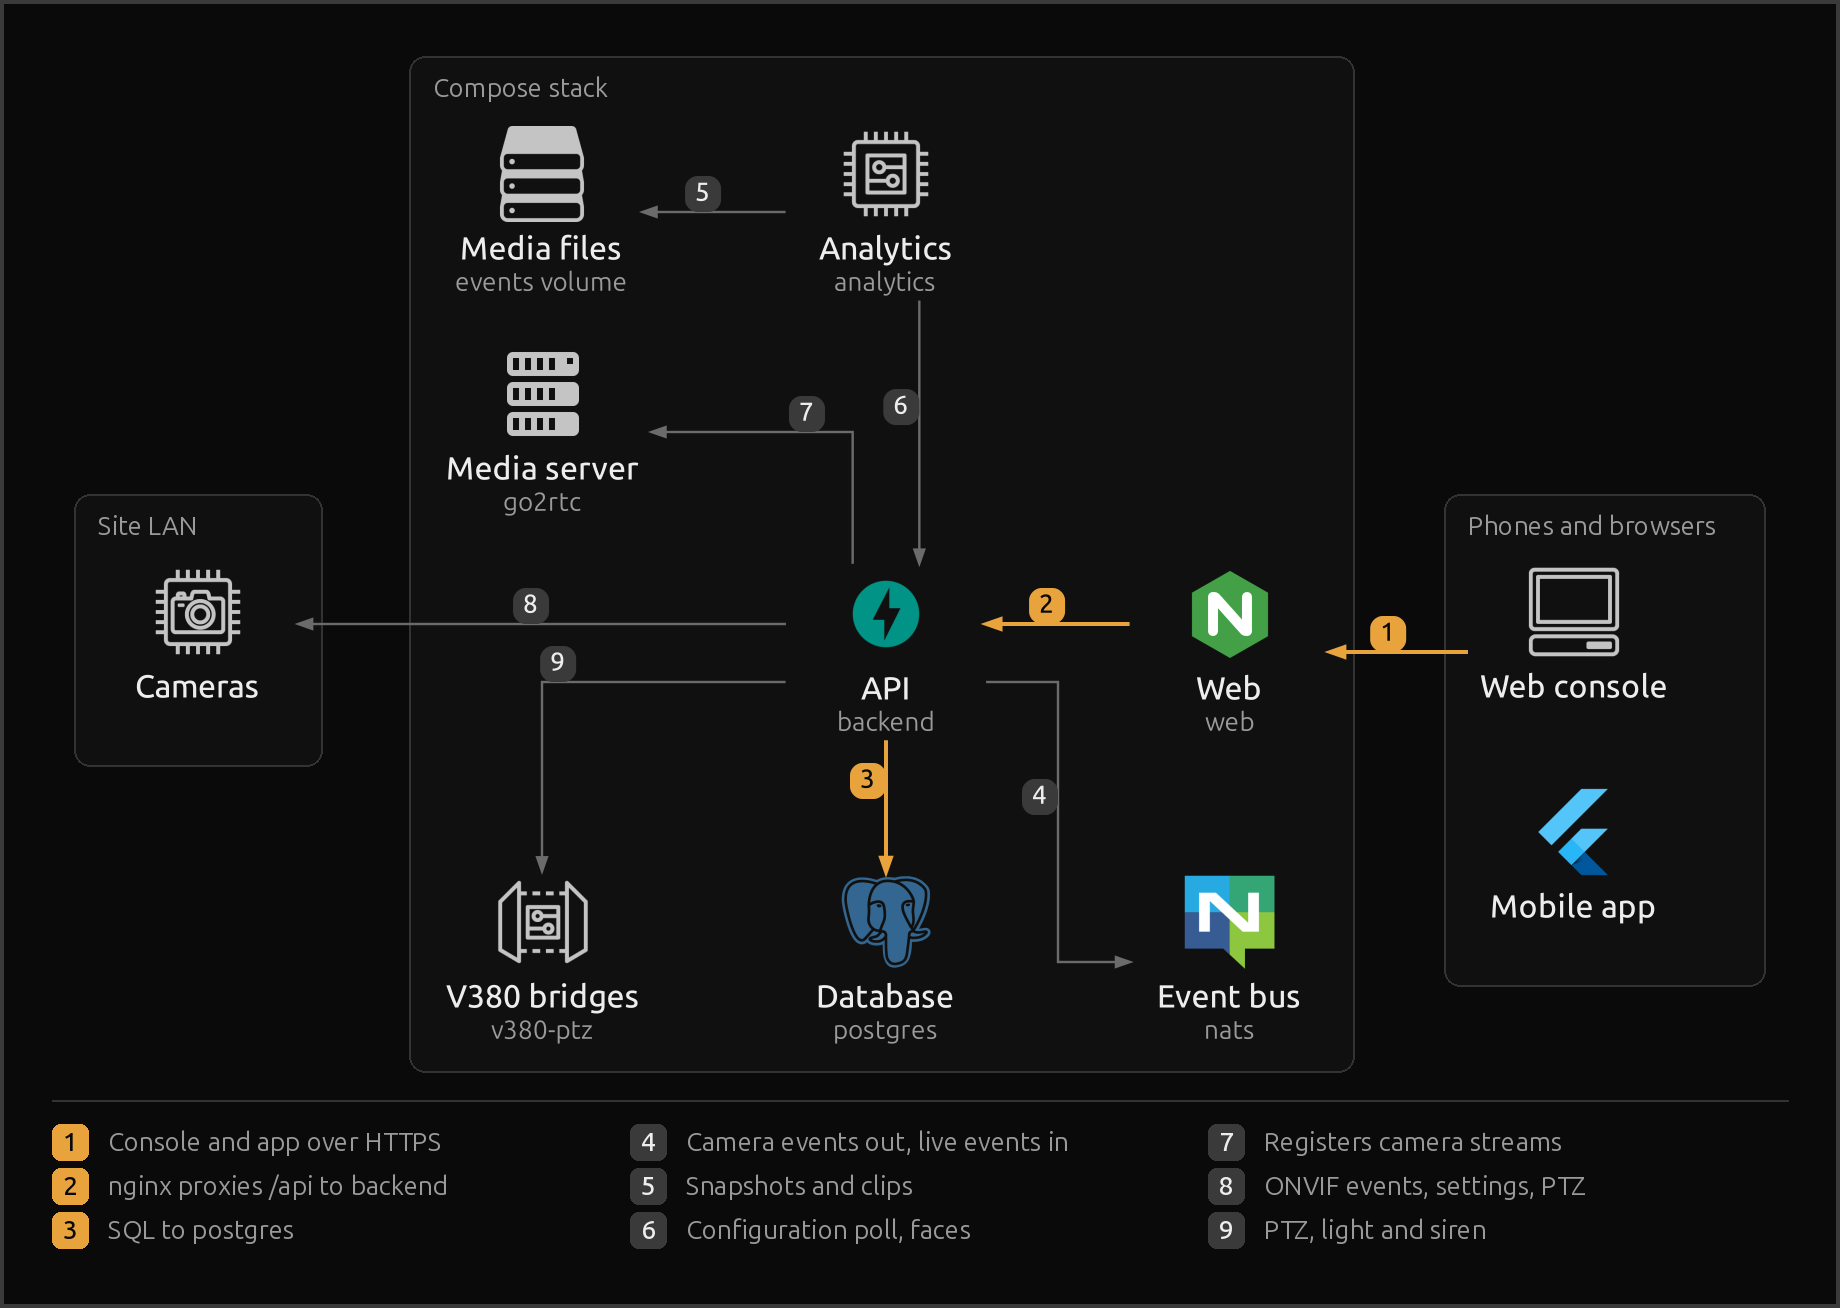 Compose stack
Media files
events volume
5
Analytics
analytics
Media server
go2rtc
7
6
Site LAN
Cameras
8
9
API
backend
2
Web
web
1
Phones and browsers
Web console
Mobile app
3
4
V380 bridges
v380-ptz
Database
postgres
Event bus
nats
1 Console and app over HTTPS
2 nginx proxies /api to backend
3 SQL to postgres
4 Camera events out, live events in
5 Snapshots and clips
6 Configuration poll, faces
7 Registers camera streams
8 ONVIF events, settings, PTZ
9 PTZ, light and siren